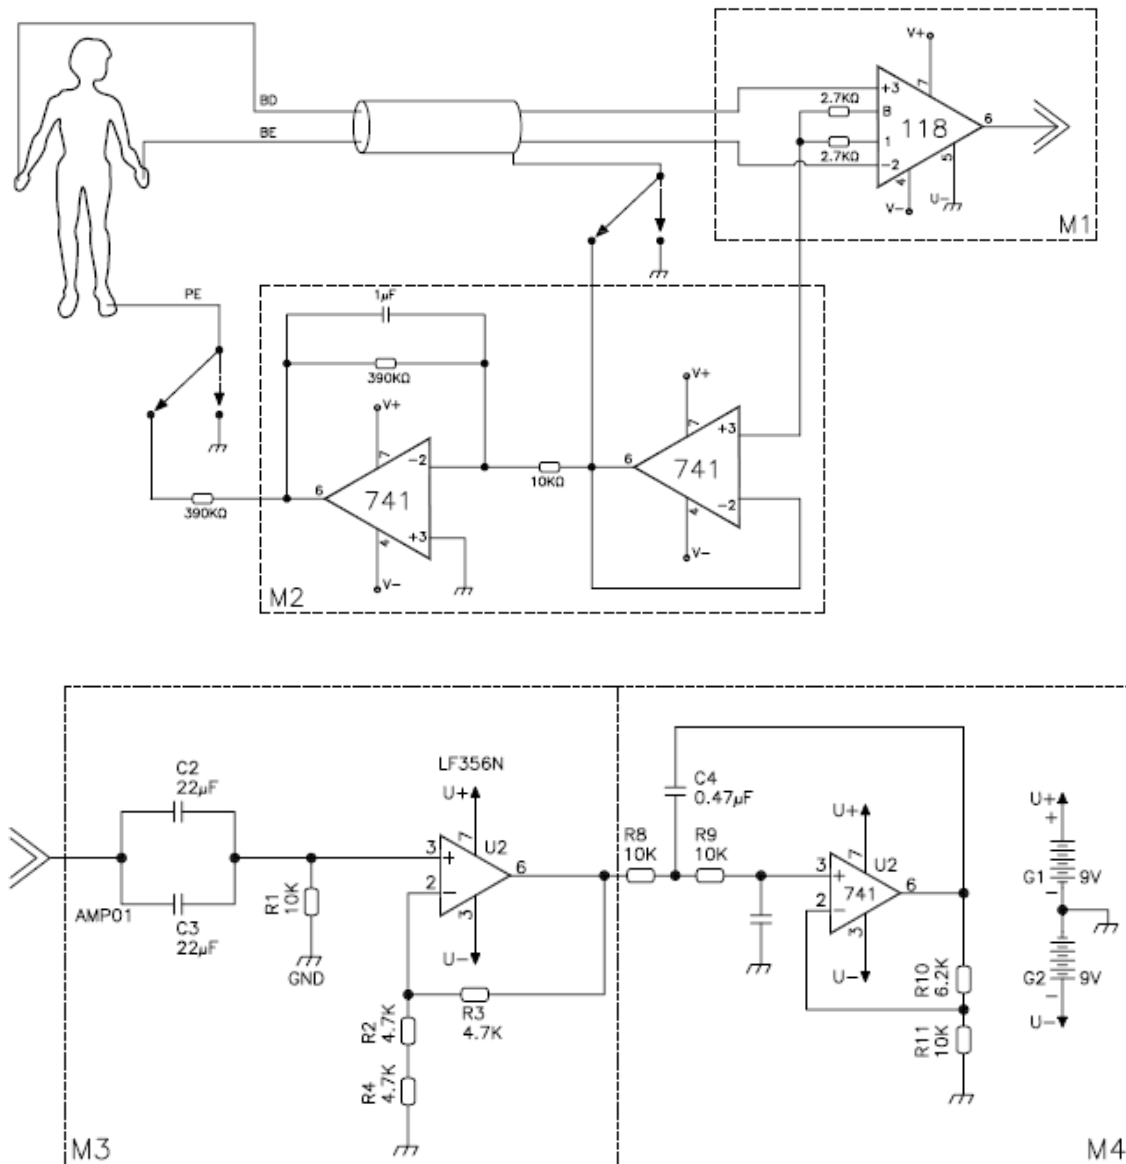 V+
7
BD
BE
+3
2.7KΩ
B
118
6
1
2.7KΩ
-2
4
5
V-
U-
M1
PE
1µF
390KΩ
V+
7
-2
6
741
+3
4
V-
390KΩ
10KΩ
V+
7
+3
6
741
-2
4
V-
M2
C2
22µF
C3
22µF
AMP01
R1
10K
GND
LF356N
U+
7
3
+
U2
6
2
-
3
U-
R3
4.7K
R2
4.7K
R4
4.7K
M3
C4
0.47µF
R8
10K
R9
10K
U+
7
3
+
U2
741
6
2
-
3
U-
R10
6.2K
R11
10K
U+
+
G1
9V
-
G2
9V
-
U-
M4